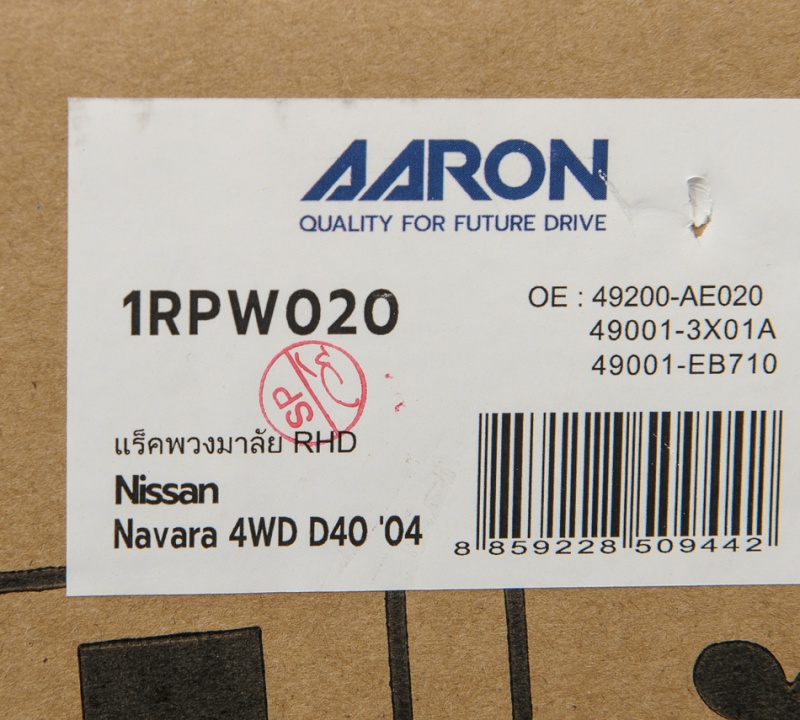 AARON
QUALITY FOR FUTURE DRIVE
1RPW020
OE : 49200-AE020
49001-3X01A
49001-EB710
SP
แร็คพวงมาลัย RHD
Nissan
Navara 4WD D40 '04
8 859228 509442